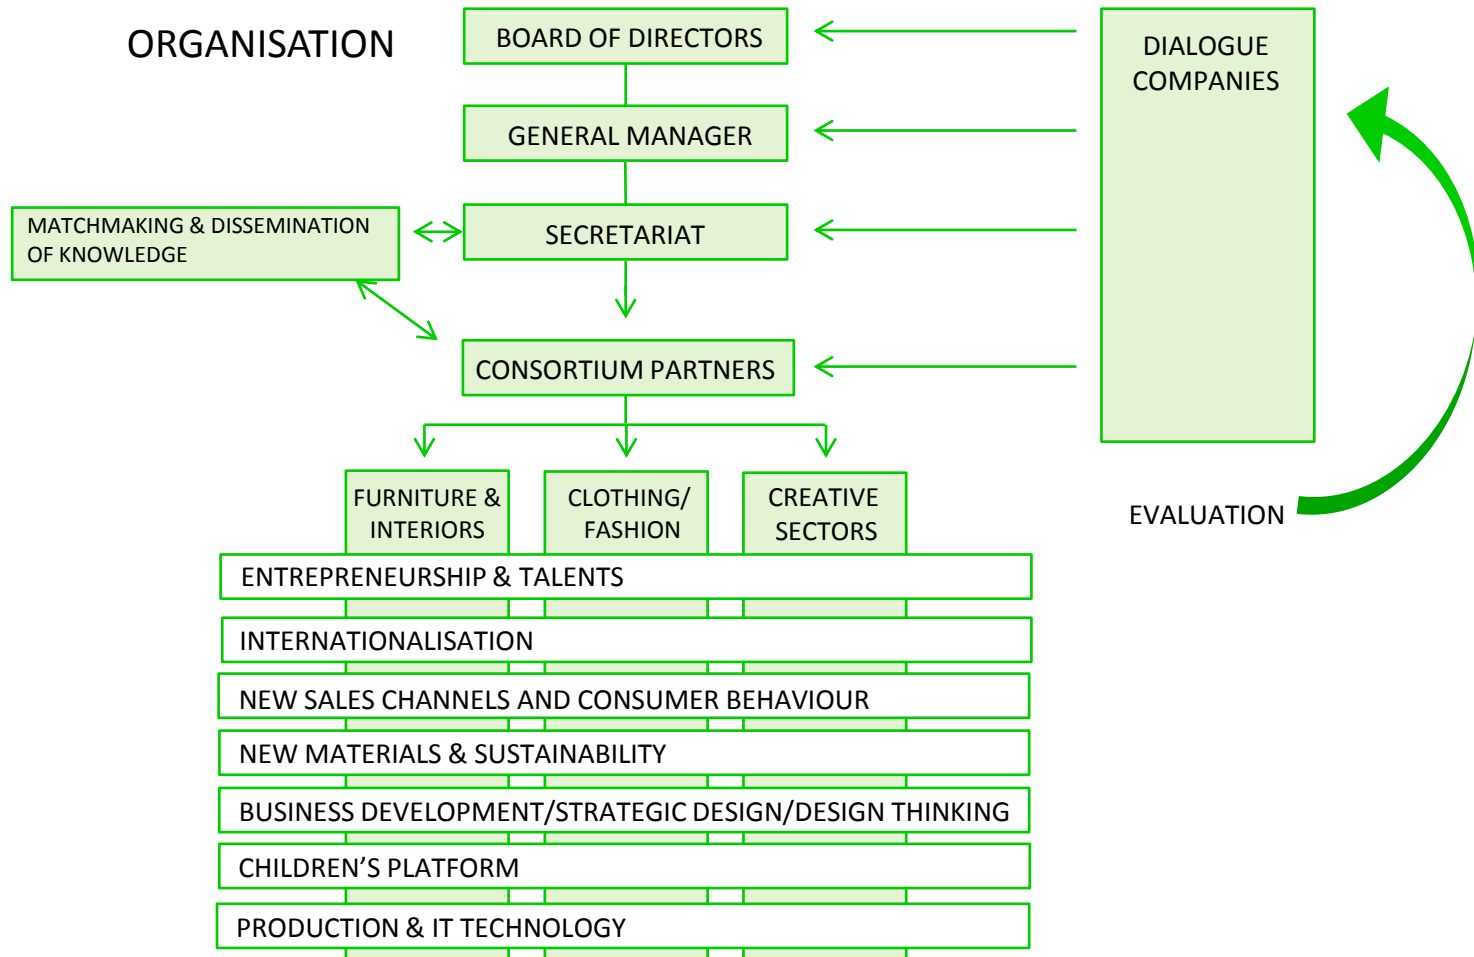 ORGANISATION
BOARD OF DIRECTORS
DIALOGUE
COMPANIES
GENERAL MANAGER
MATCHMAKING & DISSEMINATION
OF KNOWLEDGE
SECRETARIAT
CONSORTIUM PARTNERS
FURNITURE &
INTERIORS
CLOTHING/
FASHION
CREATIVE
SECTORS
EVALUATION
ENTREPRENEURSHIP & TALENTS
INTERNATIONALISATION
NEW SALES CHANNELS AND CONSUMER BEHAVIOUR
NEW MATERIALS & SUSTAINABILITY
BUSINESS DEVELOPMENT/STRATEGIC DESIGN/DESIGN THINKING
CHILDREN’S PLATFORM
PRODUCTION & IT TECHNOLOGY